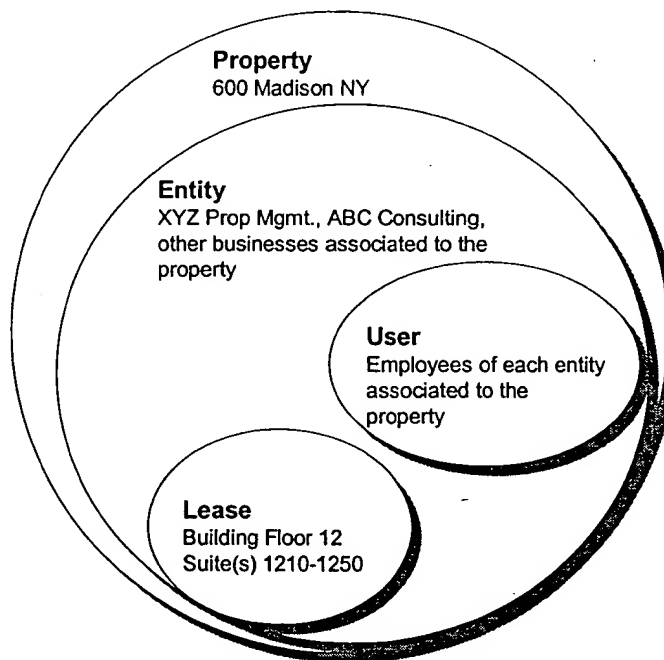 Property
600 Madison NY
Entity
XYZ Prop Mgmt., ABC Consulting,
other businesses associated to the
property
User
Employees of each entity
associated to the
property
Lease
Building Floor 12
Suite(s) 1210-1250